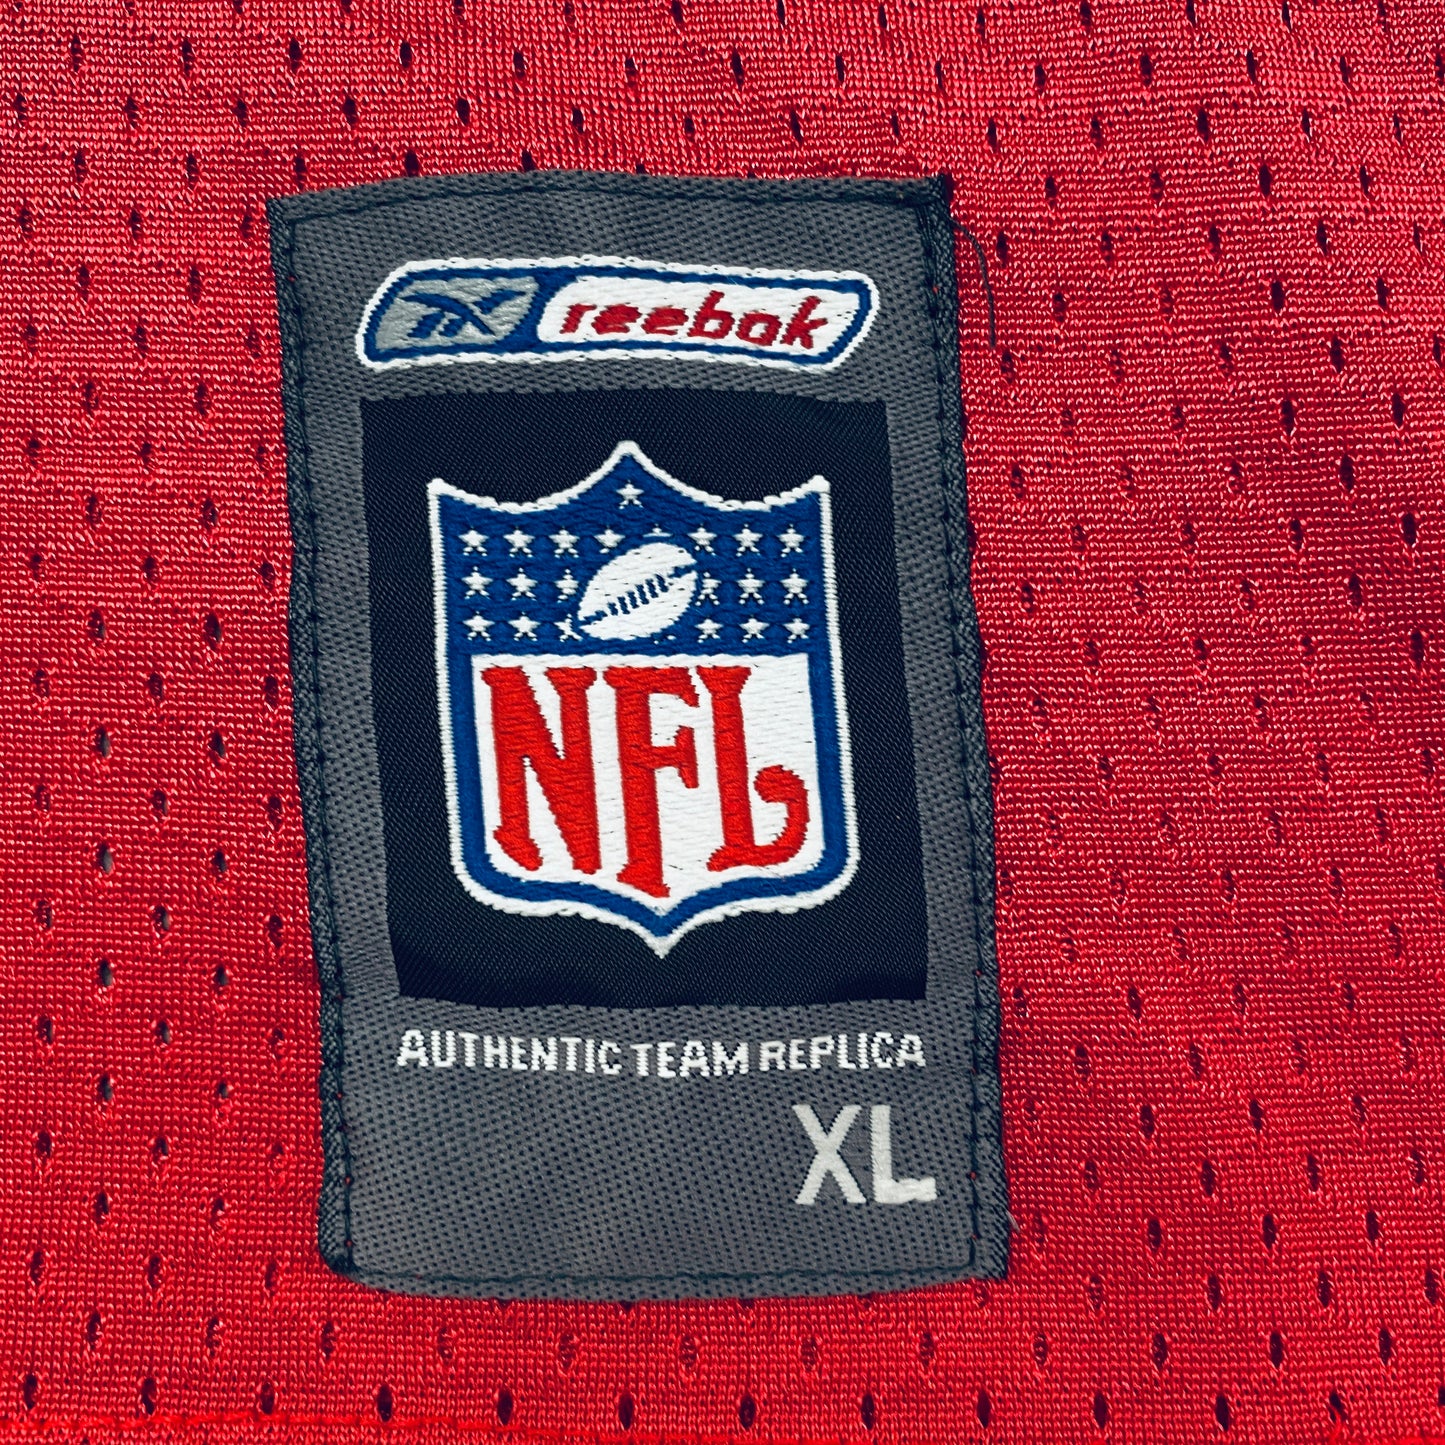 reebok
NFL
AUTHENTIC TEAM REPLICA
XL